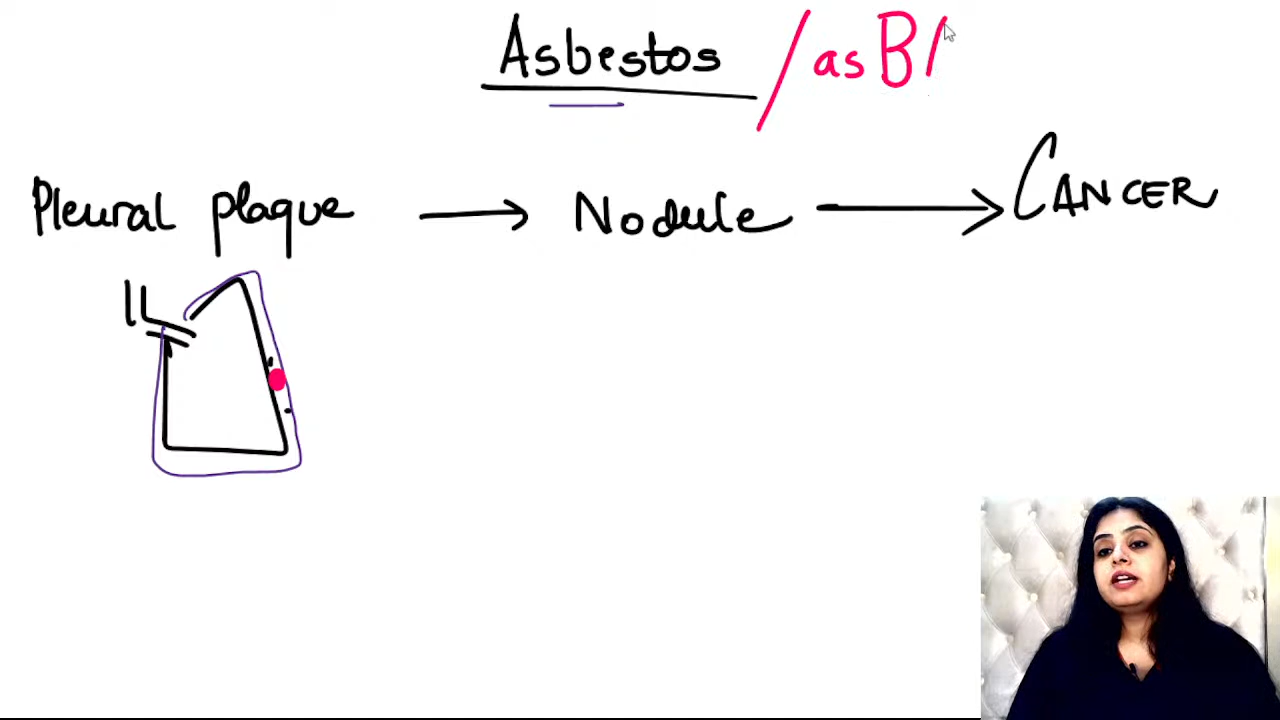 Asbestos / asB
Pleural plaque → Nodule → CANCER